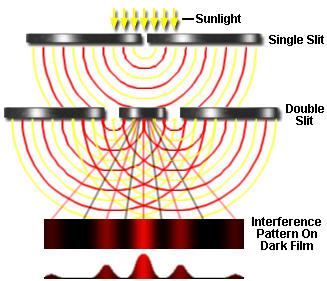 Sunlight
Single Slit
Double
Slit
Interference
Pattern On
Dark Film